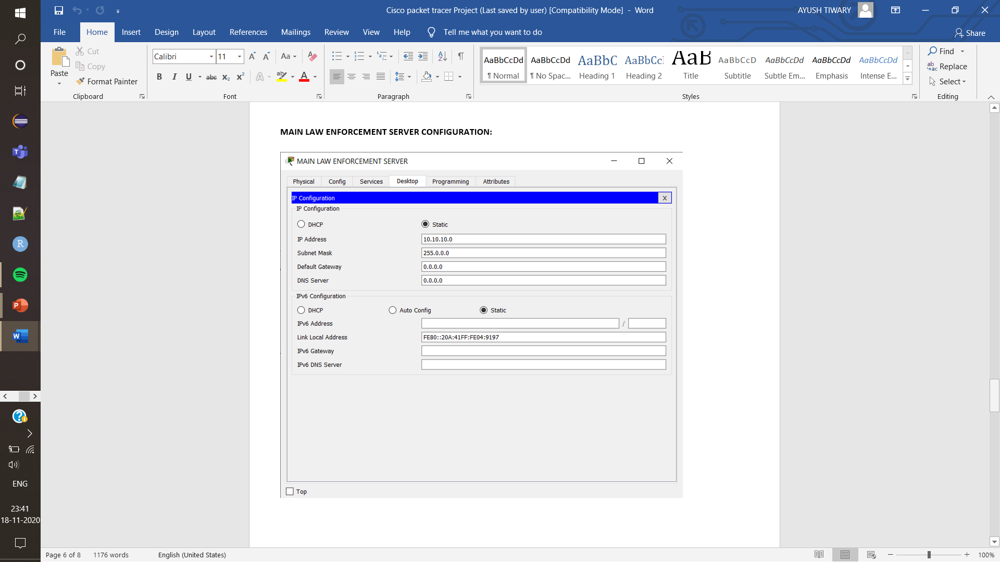 Cisco packet tracer Project (Last saved by user) [Compatibility Mode] - Word
AYUSH TIWARY
File Home Insert Design Layout References Mailings Review View Help Tell me what you want to do
Share
Paste
Cut
Copy
Format Painter
Clipboard
Calibri 11
Aa
B I U abc x₂ x²
A ab A
Font
Paragraph
AaBbCcDd AaBbCcDd AaBbC AaBbCc AaB AaBbCcD AaBbCcDd AaBbCcDd AaBbCcDd
¶ Normal ¶ No Spac... Heading 1 Heading 2 Title Subtitle Subtle Em... Emphasis Intense E...
Styles
Find
Replace
Select
Editing
MAIN LAW ENFORCEMENT SERVER CONFIGURATION:
MAIN LAW ENFORCEMENT SERVER
Physical Config Services Desktop Programming Attributes
IP Configuration X
IP Configuration
DHCP Static
IP Address 10.10.10.0
Subnet Mask 255.0.0.0
Default Gateway 0.0.0.0
DNS Server 0.0.0.0
IPv6 Configuration
DHCP Auto Config Static
IPv6 Address /
Link Local Address FE80::20A:41FF:FE04:9197
IPv6 Gateway
IPv6 DNS Server
Top
ENG
23:41
18-11-2020
Page 6 of 8 1176 words English (United States) 100%